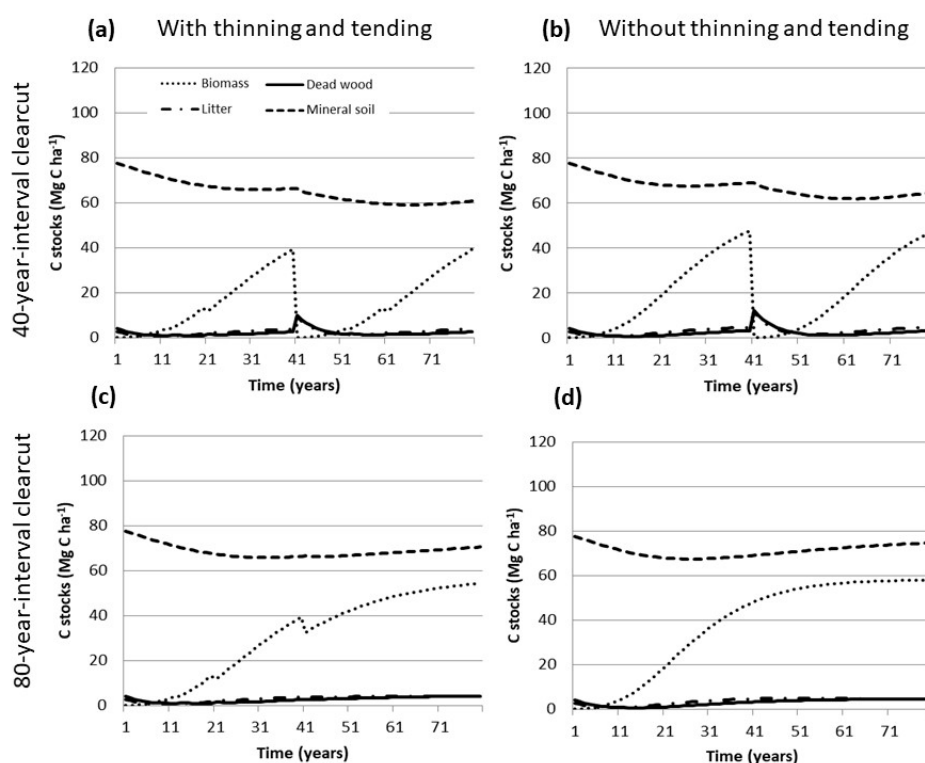 (a) With thinning and tending
(b) Without thinning and tending
40-year-interval clearcut
C stocks (Mg C ha-1)
120
100
80
60
40
20
0
Biomass
Dead wood
Litter
Mineral soil
1 11 21 31 41 51 61 71
Time (years)
C stocks (Mg C ha-1)
120
100
80
60
40
20
0
1 11 21 31 41 51 61 71
Time (years)
80-year-interval clearcut
(c)
C stocks (Mg C ha-1)
120
100
80
60
40
20
0
1 11 21 31 41 51 61 71
Time (years)
(d)
C stocks (Mg C ha-1)
120
100
80
60
40
20
0
1 11 21 31 41 51 61 71
Time (years)